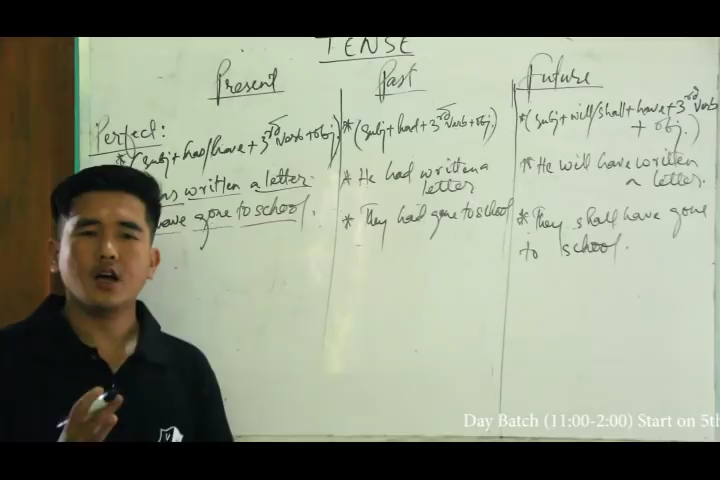 TENSE
Present Past Future
Perfect:
*(subj + has/have + 3rd verb + obj.)
written a letter.
have gone to school.
*(subj + had + 3rd verb + obj.)
* He had written a
letter
* They had gone to school
*(subj + will/shall + have + 3rd verb
+ obj.)
* He will have written
a letter.
* They shall have gone
to school.
Day Batch (11:00-2:00) Start on 5th